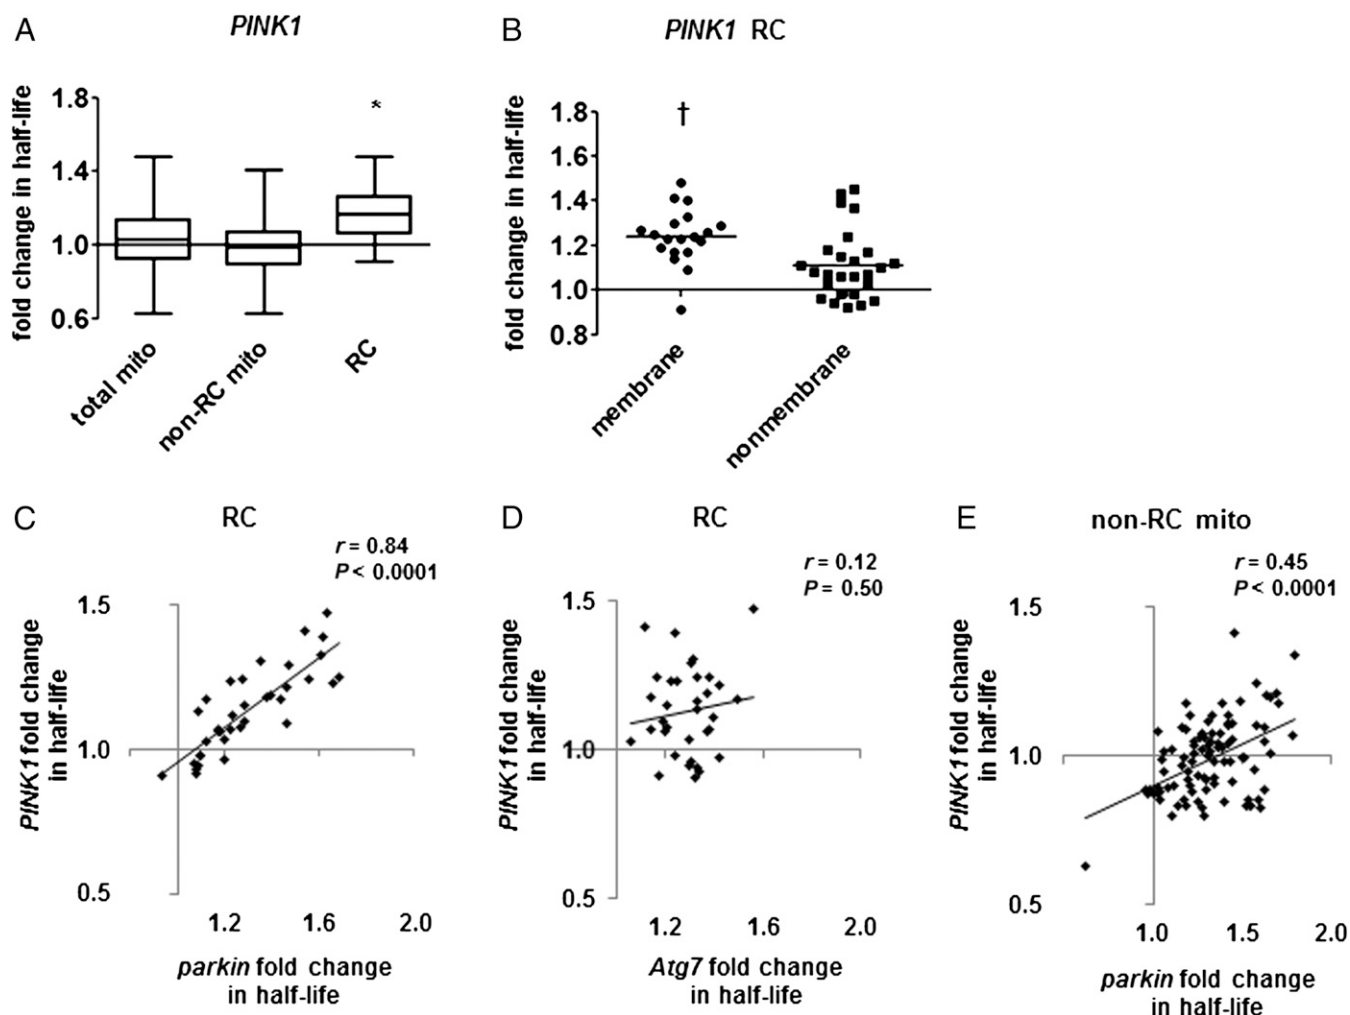 A
PINK1
fold change in half-life
1.8
1.4
1.0
0.6
*
total mito
non-RC mito
RC
B
PINK1 RC
fold change in half-life
1.8
1.6
1.4
1.2
1.0
0.8
†
membrane
nonmembrane
C
RC
r = 0.84
P < 0.0001
PINK1 fold change
in half-life
1.5
1.0
0.5
1.2
1.6
2.0
parkin fold change
in half-life
D
RC
r = 0.12
P = 0.50
PINK1 fold change
in half-life
1.5
1.0
0.5
1.2
1.6
2.0
Atg7 fold change
in half-life
E
non-RC mito
r = 0.45
P < 0.0001
PINK1 fold change
in half-life
1.5
1.0
0.5
1.0
1.5
2.0
parkin fold change
in half-life